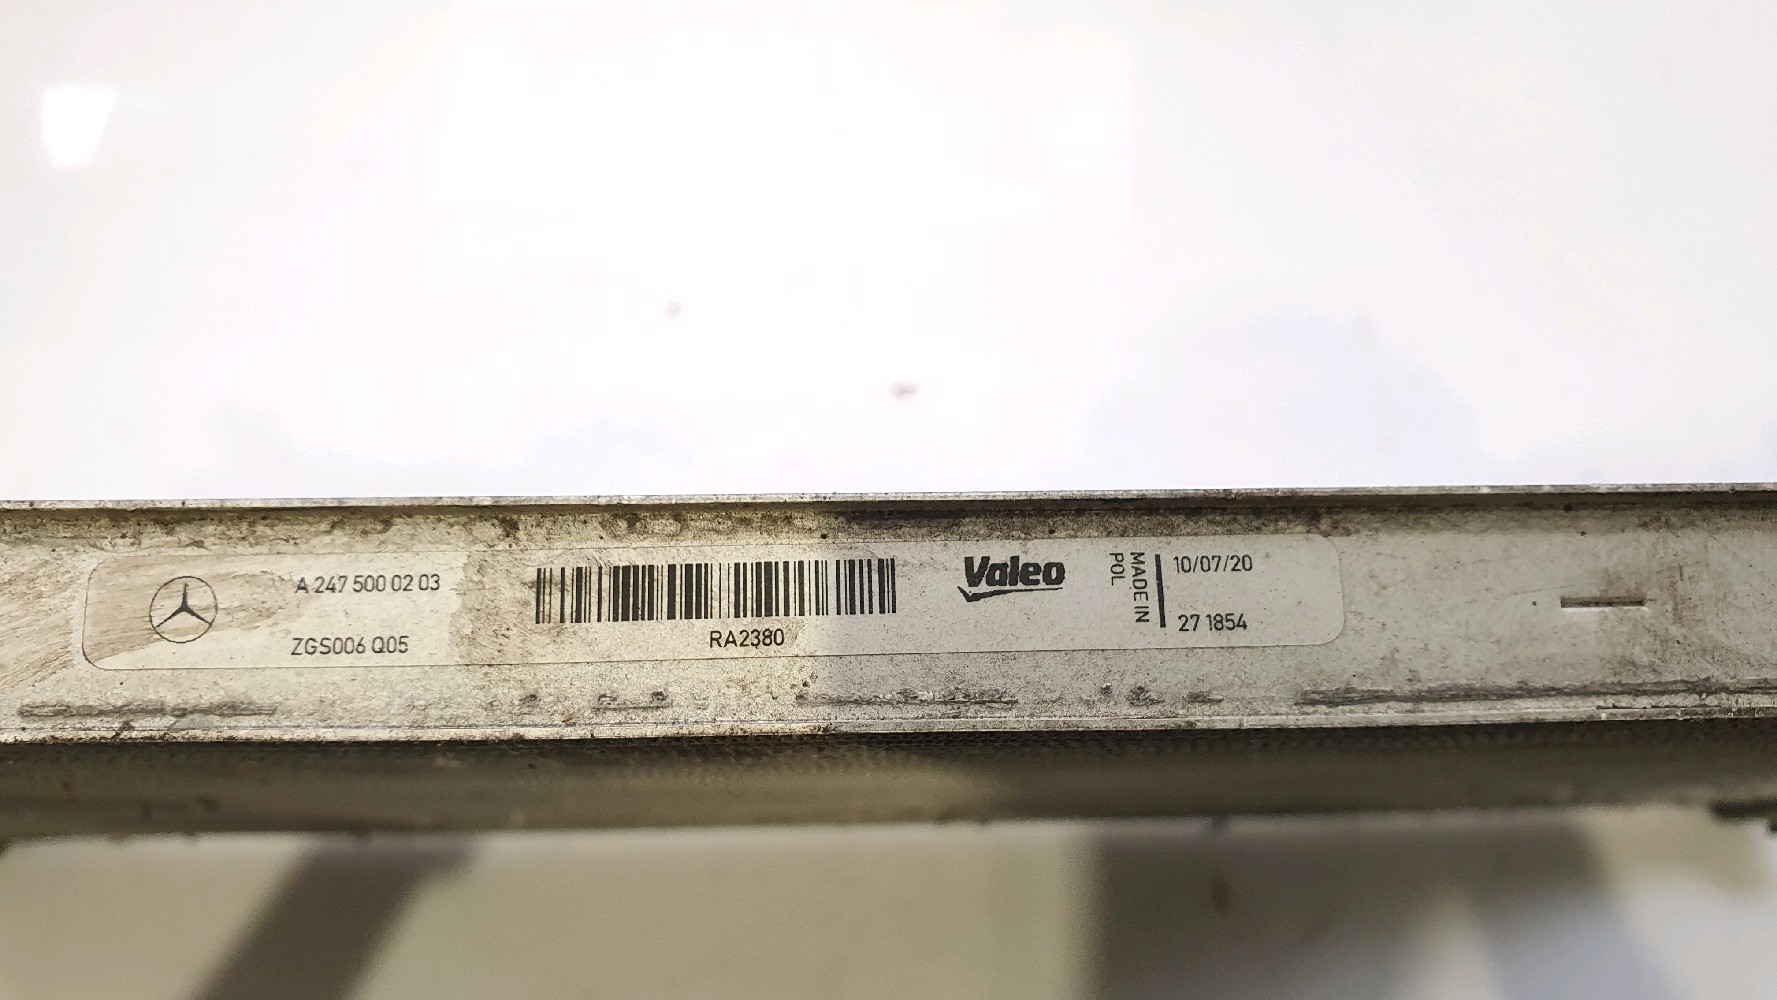 A 247 500 02 03
ZGS006 Q05
RA2380
Valeo
MADE IN
POL
10/07/20
27 1854